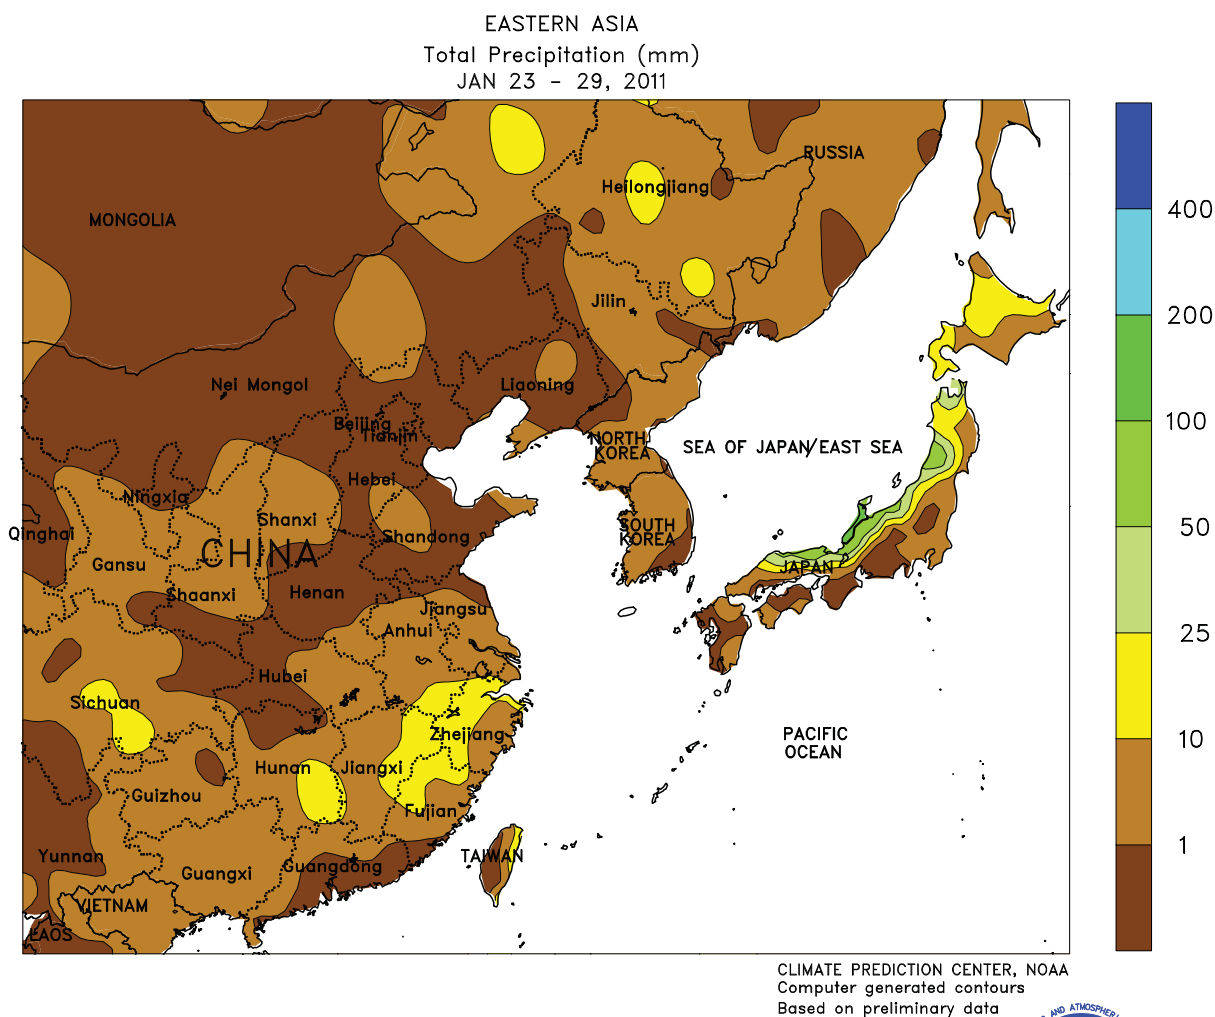 EASTERN ASIA
Total Precipitation (mm)
JAN 23 - 29, 2011
RUSSIA
Heilongjiang
MONGOLIA
400
200
100
50
25
10
1
Jilin
Nei Mongol
Liaoning
Beijing
Tianjin
NORTH
KOREA
SEA OF JAPAN/EAST SEA
Hebei
Ningxia
Shanxi
SOUTH
KOREA
Qinghai
Shandong
CHINA
Gansu
JAPAN
Shaanxi
Henan
Jiangsu
Anhui
Hubei
Sichuan
Zhejiang
PACIFIC
OCEAN
Hunan
Jiangxi
Guizhou
Fujian
Yunnan
TAIWAN
Guangxi
Guangdong
VIETNAM
LAOS
CLIMATE PREDICTION CENTER, NOAA
Computer generated contours
Based on preliminary data
AND ATMOSPHER